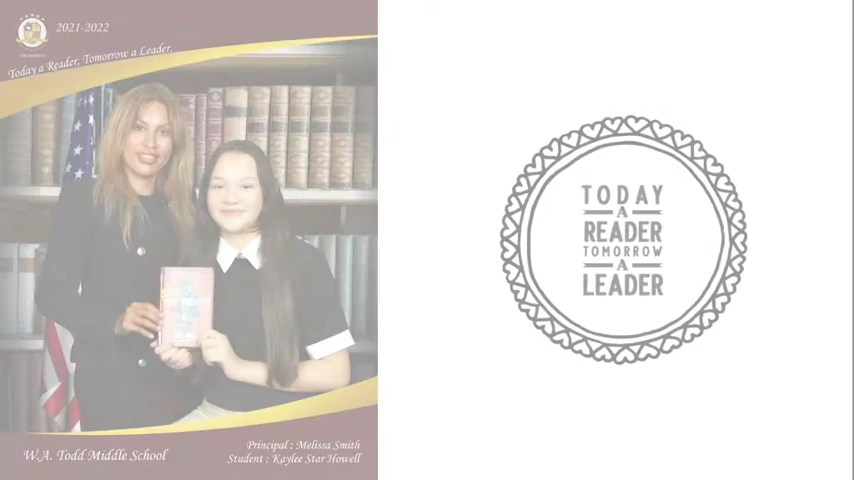 2021-2022
Today a Reader, Tomorrow a Leader.
W.A. Todd Middle School
Principal : Melissa Smith
Student : Kaylee Star Howell
TODAY
A
READER
TOMORROW
A
LEADER